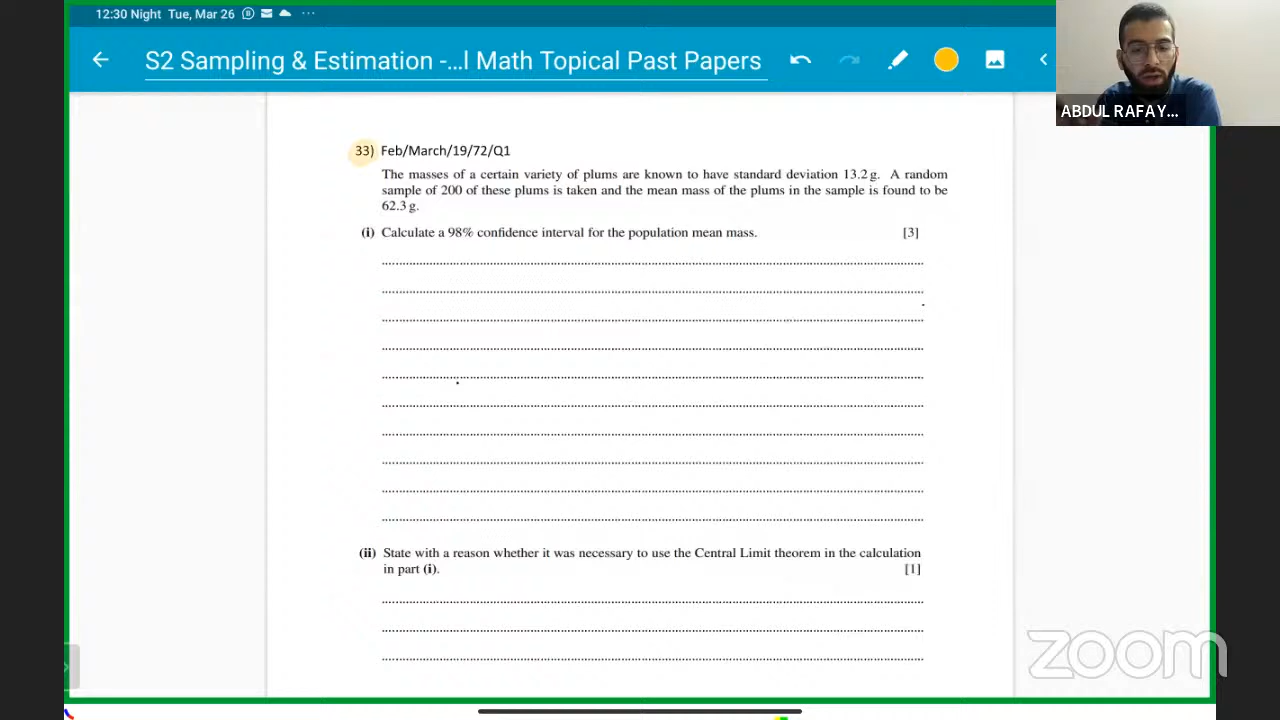 12:30 Night Tue, Mar 26 ···
S2 Sampling & Estimation -...l Math Topical Past Papers
ABDUL RAFAY...
33) Feb/March/19/72/Q1
The masses of a certain variety of plums are known to have standard deviation 13.2 g. A random
sample of 200 of these plums is taken and the mean mass of the plums in the sample is found to be
62.3 g.
(i) Calculate a 98% confidence interval for the population mean mass. [3]
(ii) State with a reason whether it was necessary to use the Central Limit theorem in the calculation
in part (i). [1]
zoom